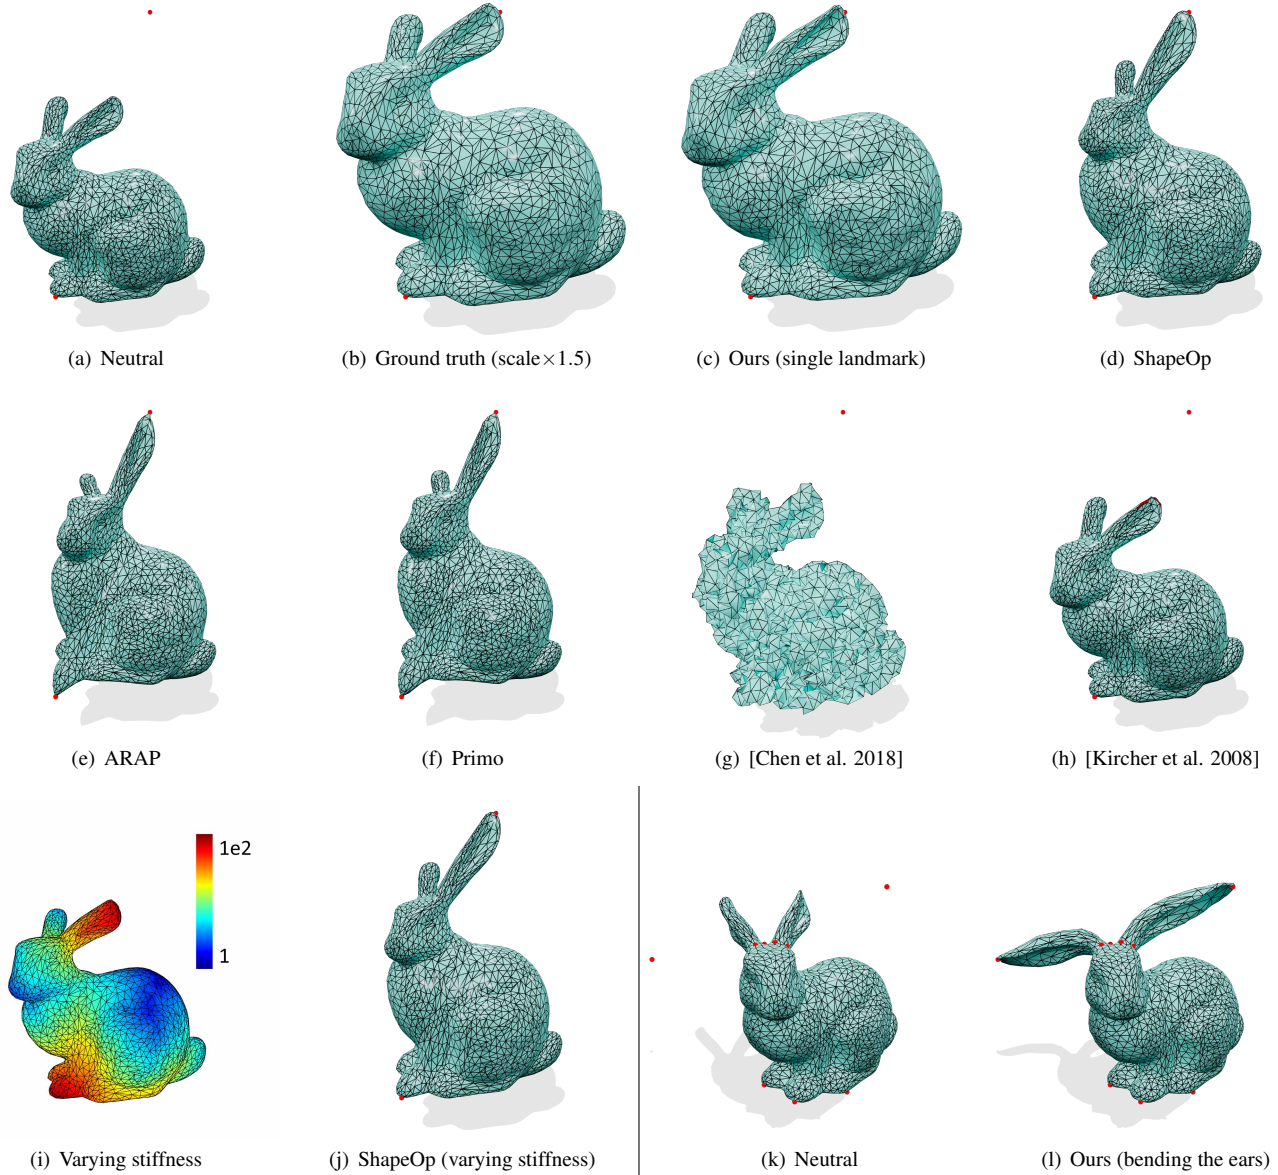 (a) Neutral
(b) Ground truth (scale×1.5)
(c) Ours (single landmark)
(d) ShapeOp
(e) ARAP
(f) Primo
(g) [Chen et al. 2018]
(h) [Kircher et al. 2008]
1e2
1
(i) Varying stiffness
(j) ShapeOp (varying stiffness)
(k) Neutral
(l) Ours (bending the ears)